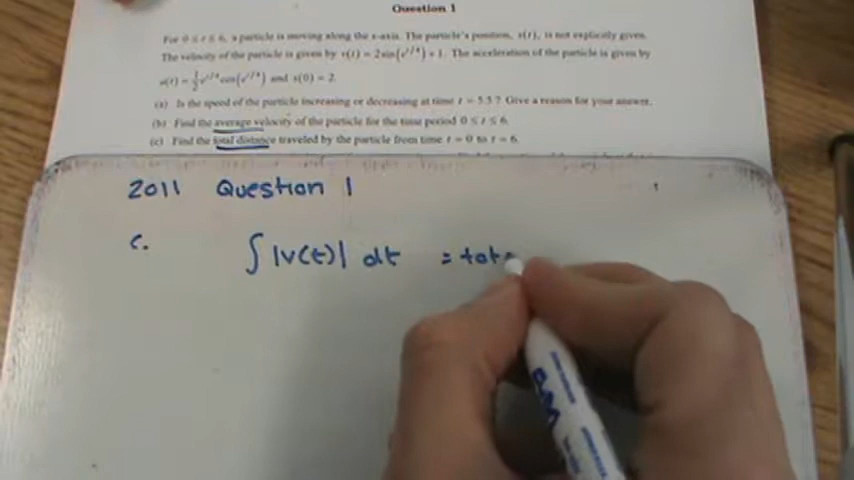 Question 1
For 0 ≤ t ≤ 6, a particle is moving along the x-axis. The particle's position, x(t), is not explicitly given.
The velocity of the particle is given by v(t) = 2 sin(e^{t/4}) + 1. The acceleration of the particle is given by
a(t) = 1/2 e^{t/4} cos(e^{t/4}) and x(0) = 2.
(a) Is the speed of the particle increasing or decreasing at time t = 5.5? Give a reason for your answer.
(b) Find the average velocity of the particle for the time period 0 ≤ t ≤ 6.
(c) Find the total distance traveled by the particle from time t = 0 to t = 6.
2011 Question 1
c. ∫ |v(t)| dt = tota